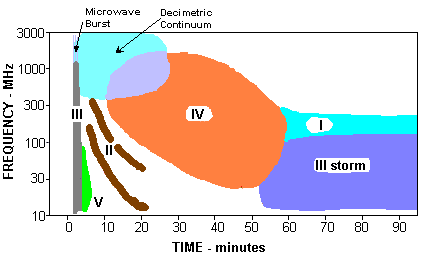 Microwave
Burst
Decimetric
Continuum
FREQUENCY - MHz
3000
1000
300
100
30
10
III
II
V
IV
I
III storm
0
10
20
30
40
50
60
70
80
90
TIME - minutes